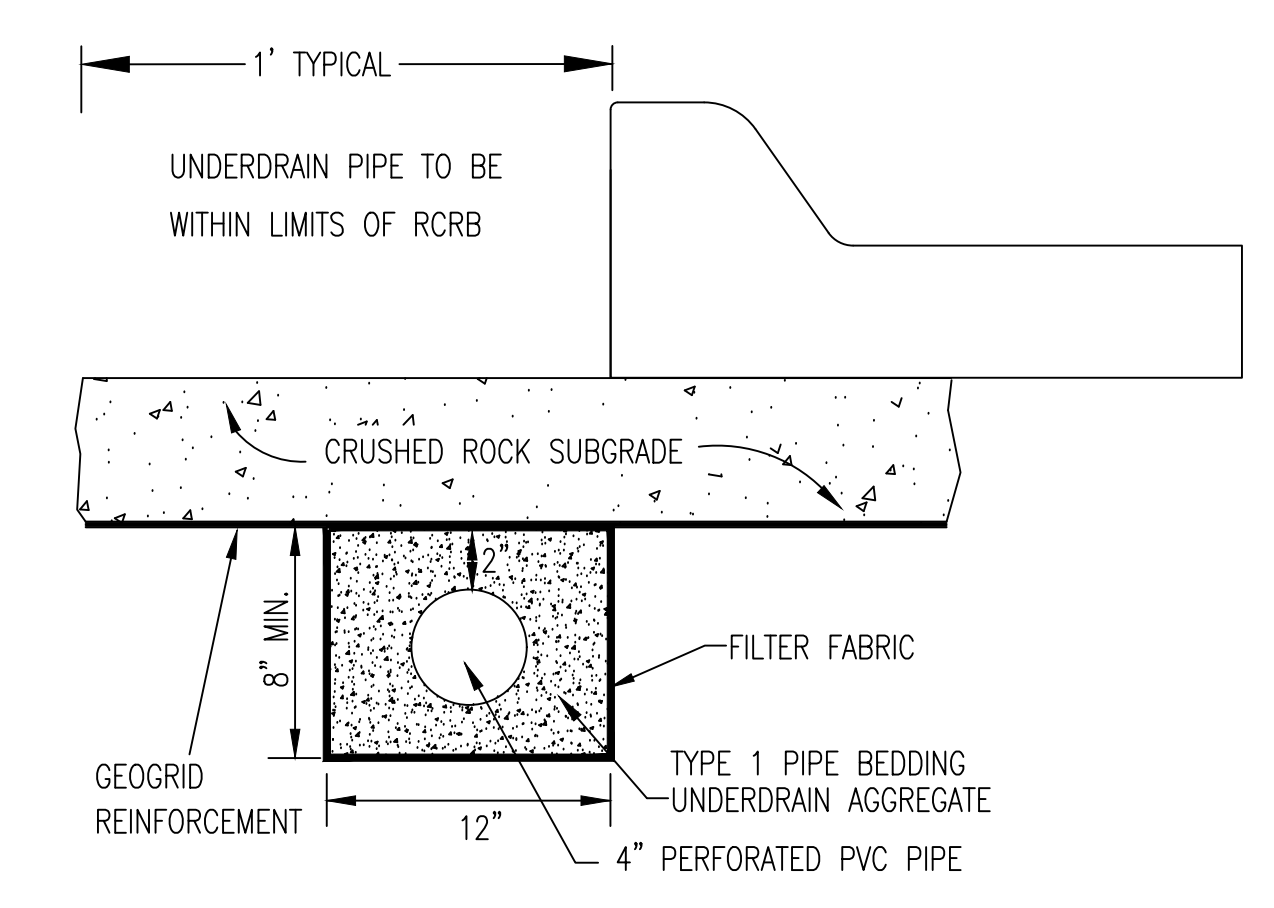 1’ TYPICAL
UNDERDRAIN PIPE TO BE
WITHIN LIMITS OF RCRB
CRUSHED ROCK SUBGRADE
2”
8” MIN.
FILTER FABRIC
GEOGRID
REINFORCEMENT
TYPE 1 PIPE BEDDING
UNDERDRAIN AGGREGATE
12”
4” PERFORATED PVC PIPE